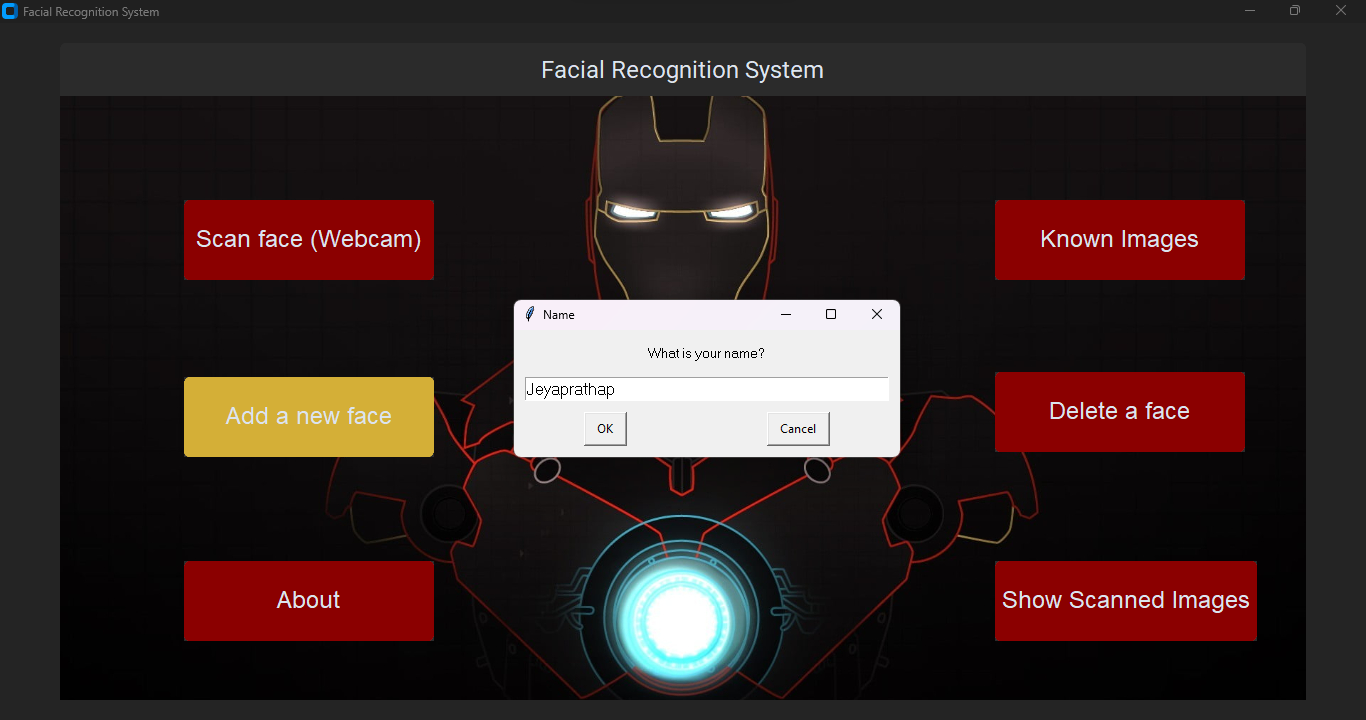 Facial Recognition System
Facial Recognition System
Scan face (Webcam)
Known Images
Name
What is your name?
Jeyaprathap
OK
Cancel
Add a new face
Delete a face
About
Show Scanned Images